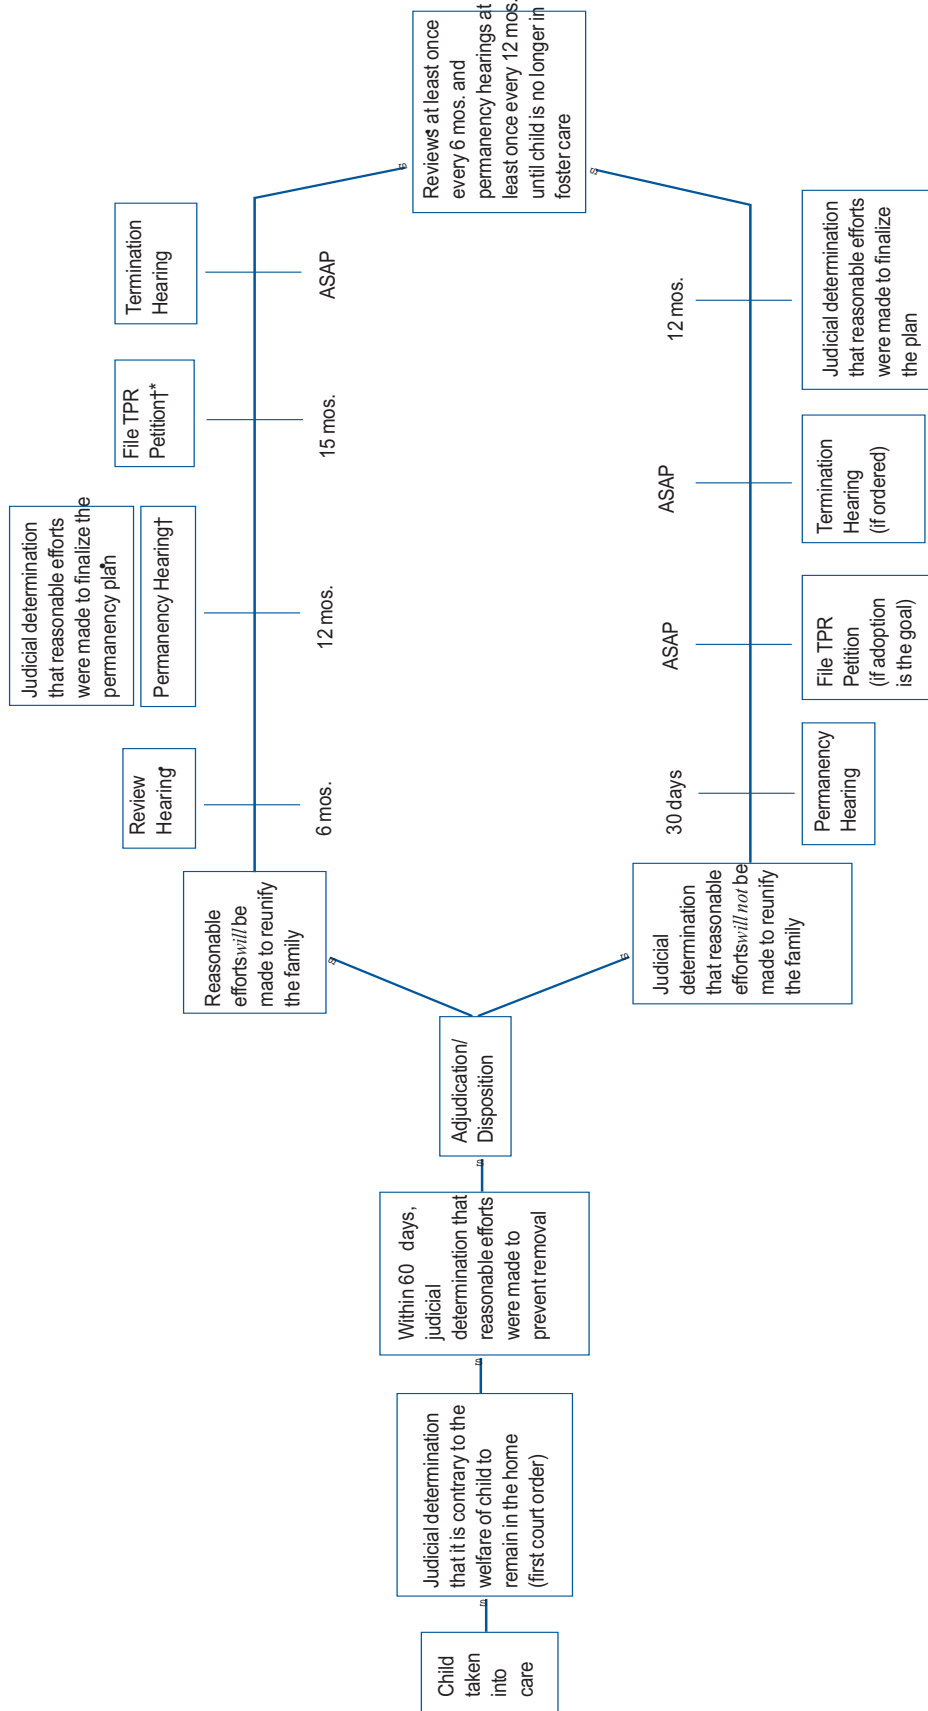 Child
taken
into
care
Judicial determination
that it is contrary to the
welfare of child to
remain in the home
(first court order)
Within 60 days,
judicial
determination that
reasonable efforts
were made to
prevent removal
Adjudication/
Disposition
Reasonable
efforts will be
made to reunify
the family
Review
Hearing•
6 mos.
Judicial determination
that reasonable efforts
were made to finalize the
permanency plan•
Permanency Hearing†
12 mos.
File TPR
Petition†*
15 mos.
Termination
Hearing
ASAP
Judicial
determination
that reasonable
efforts will not be
made to reunify
the family
30 days
Permanency
Hearing
ASAP
File TPR
Petition
(if adoption
is the goal)
ASAP
Termination
Hearing
(if ordered)
12 mos.
Judicial determination
that reasonable efforts
were made to finalize
the plan
Reviews• at least once
every 6 mos. and
permanency hearings at
least once every 12 mos.
until child is no longer in
foster care